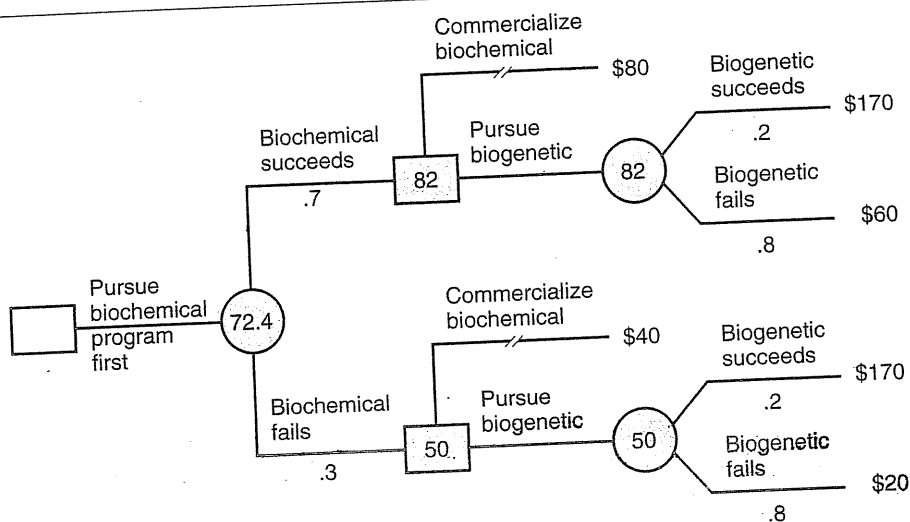 Commercialize
biochemical
$80
Biogenetic
succeeds
$170
.2
Biochemical
succeeds
.7
82
Pursue
biogenetic
82
Biogenetic
fails
$60
.8
Pursue
biochemical
program
first
72.4
Commercialize
biochemical
$40
Biogenetic
succeeds
$170
.2
Biochemical
fails
.3
50
Pursue
biogenetic
50
Biogenetic
fails
$20
.8